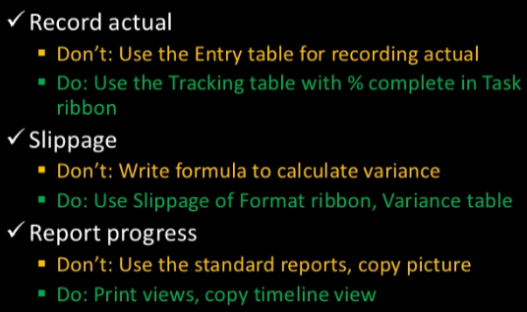 ✓ Record actual
▪ Don't: Use the Entry table for recording actual
▪ Do: Use the Tracking table with % complete in Task
ribbon
✓ Slippage
▪ Don't: Write formula to calculate variance
▪ Do: Use Slippage of Format ribbon, Variance table
✓ Report progress
▪ Don't: Use the standard reports, copy picture
▪ Do: Print views, copy timeline view